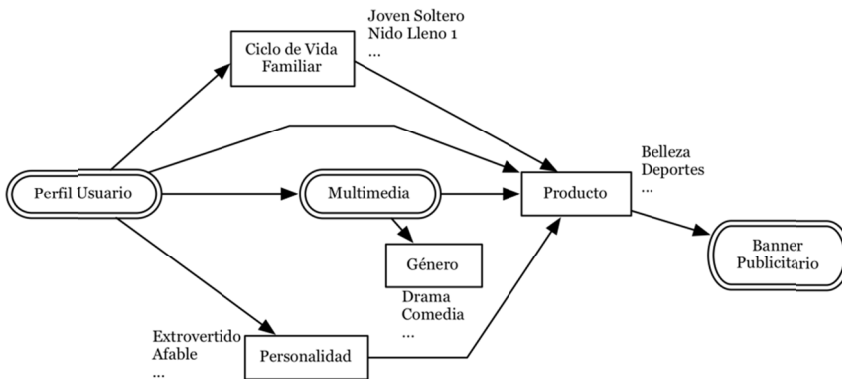 Joven Soltero
Nido Lleno 1
...
Ciclo de Vida
Familiar
Belleza
Deportes
...
Perfil Usuario
Multimedia
Producto
Banner
Publicitario
Género
Drama
Comedia
...
Extrovertido
Afable
...
Personalidad